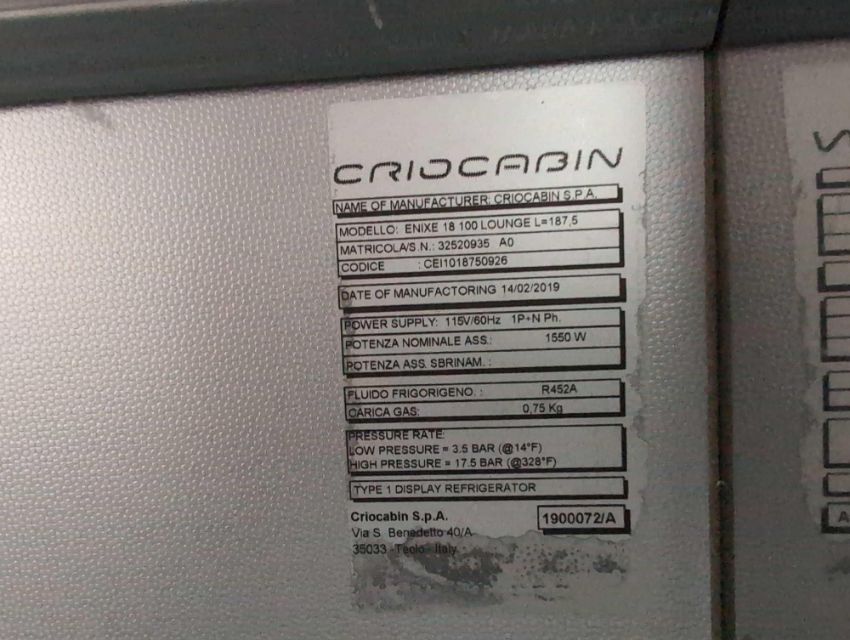 CRIOCABIN
NAME OF MANUFACTURER: CRIOCABIN S.P.A.
MODELLO: ENIXE 18 100 LOUNGE L=187,5
MATRICOLA/S.N.: 32520935 A0
CODICE : CEI1018750926
DATE OF MANUFACTORING 14/02/2019
POWER SUPPLY: 115V/60Hz 1P+N Ph.
POTENZA NOMINALE ASS.: 1550 W
POTENZA ASS. SBRINAM. :
FLUIDO FRIGORIGENO. : R452A
CARICA GAS: 0,75 Kg
PRESSURE RATE:
LOW PRESSURE = 3.5 BAR (@14°F)
HIGH PRESSURE = 17.5 BAR (@328°F)
TYPE 1 DISPLAY REFRIGERATOR
Criocabin S.p.A.
1900072/A
Via S. Benedetto 40/A
35033 -Teolo - Italy
A